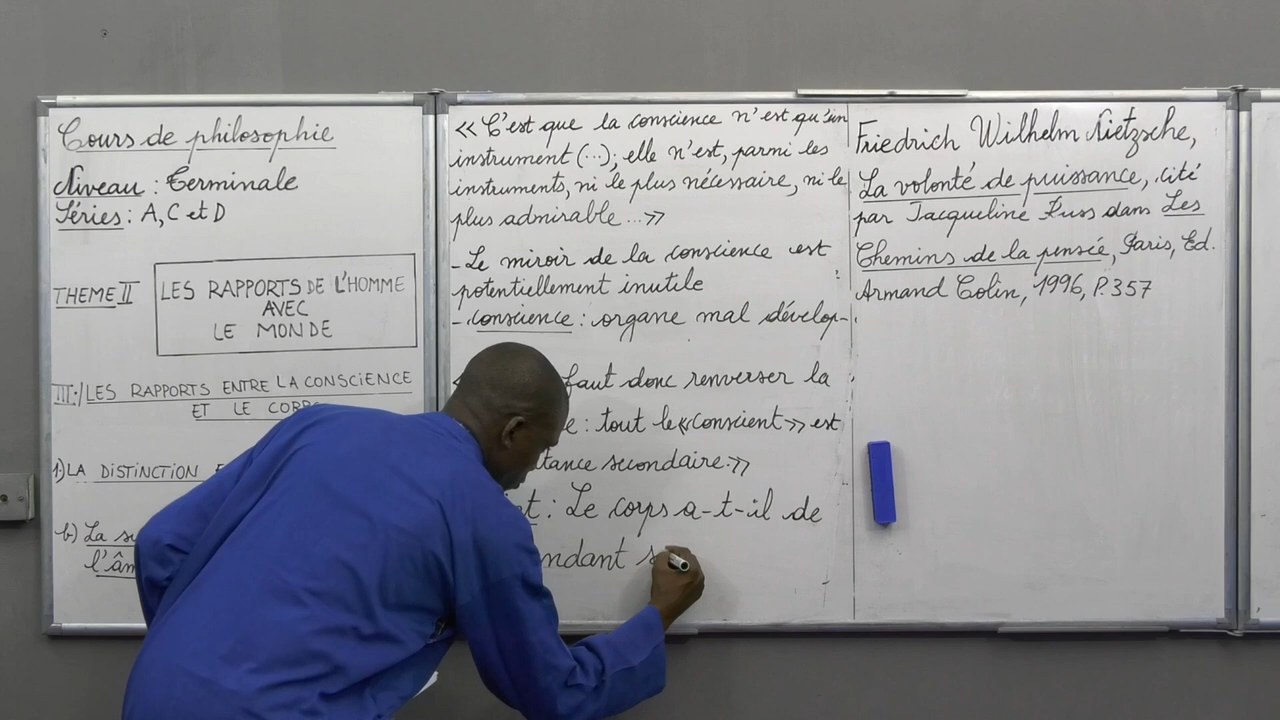 Cours de philosophie
Niveau : Terminale
Séries : A, C et D
THEME II
LES RAPPORTS DE L'HOMME
AVEC
LE MONDE
III:/ LES RAPPORTS ENTRE LA CONSCIENCE
ET LE CORPS
1) LA DISTINCTION
b) La
<< C'est que la conscience n'est qu'un
instrument (...); elle n'est, parmi les
instruments, ni le plus nécessaire, ni le
plus admirable ... >>
- Le miroir de la conscience est
potentiellement inutile
- conscience : organe mal dévelop-
faut donc renverser la
: tout le << conscient >> est
secondaire. >>
: Le corps a-t-il de
Friedrich Wilhelm Nietzsche,
La volonté de puissance, cité
par Jacqueline Russ dans Les
Chemins de la pensée, Paris, Ed.
Armand Colin, 1996, P. 357